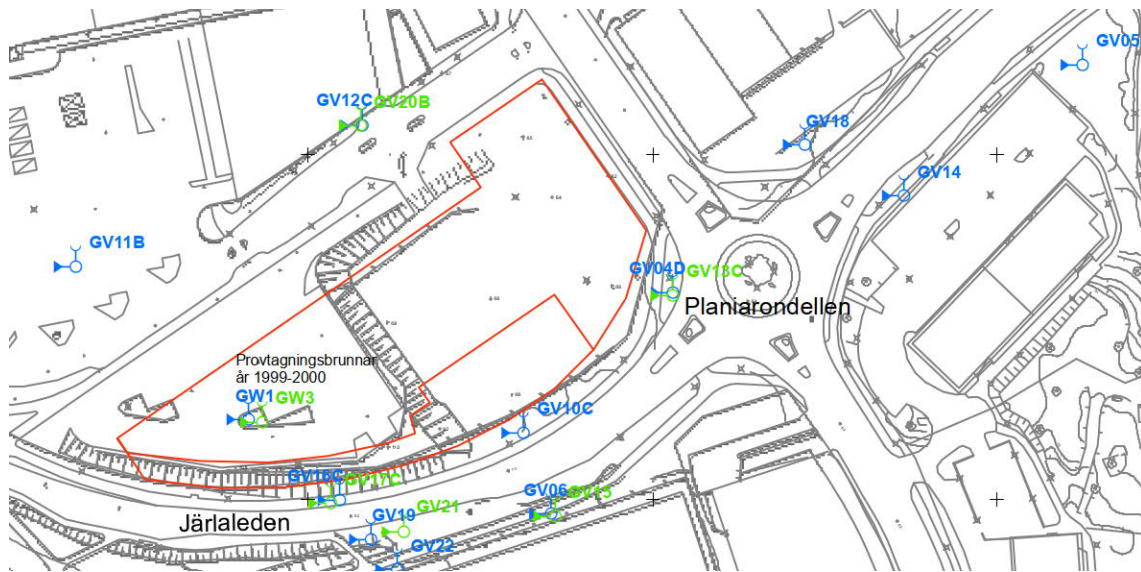 GV05
GV12C GV20B
GV18
GV14
GV11B
GV04D GV13C
Planiarondellen
Provtagningsbrunnar
år 1999-2000
GW1 GW3
GV10C
GV16C GV17C
GV06 GV15
GV19 GV21
Järlaleden
GV22